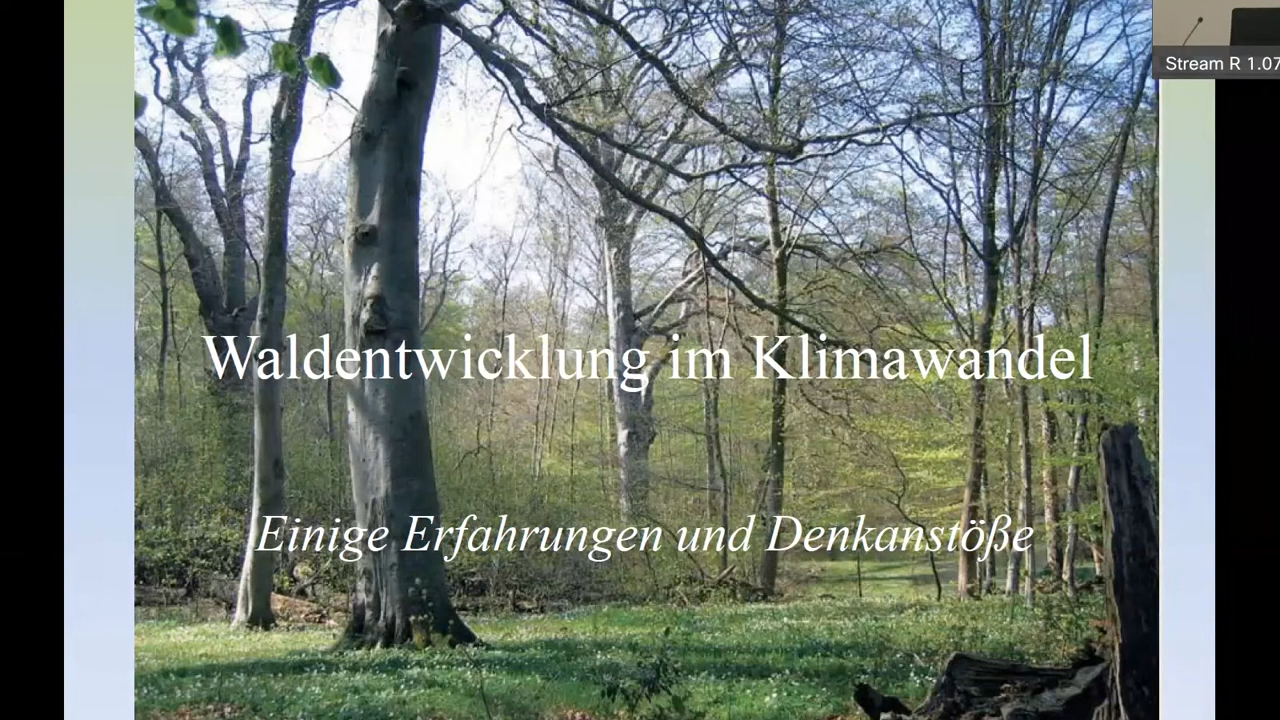 Stream R 1.07
Waldentwicklung im Klimawandel
Einige Erfahrungen und Denkanstöße